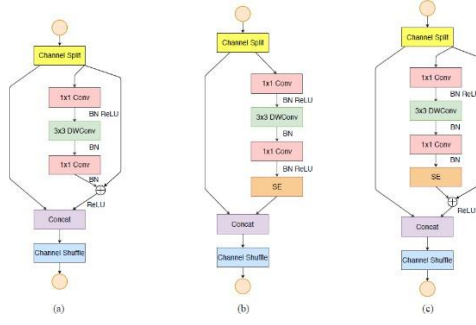 Channel Split
1x1 Conv
BN ReLU
3x3 DWConv
BN
1x1 Conv
BN
ReLU
Concat
Channel Shuffle
(a)
Channel Split
1x1 Conv
BN ReLU
3x3 DWConv
BN
1x1 Conv
BN ReLU
SE
Concat
Channel Shuffle
(b)
Channel Split
1x1 Conv
BN ReLU
3x3 DWConv
BN
1x1 Conv
BN
SE
ReLU
Concat
Channel Shuffle
(c)